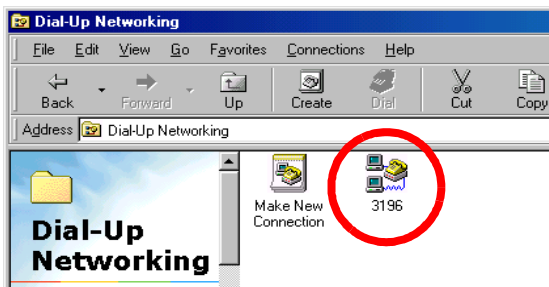 Dial-Up Networking
File Edit View Go Favorites Connections Help
Back Forward Up Create Dial Cut Copy
Address Dial-Up Networking
Make New
Connection
3196
Dial-Up
Networking